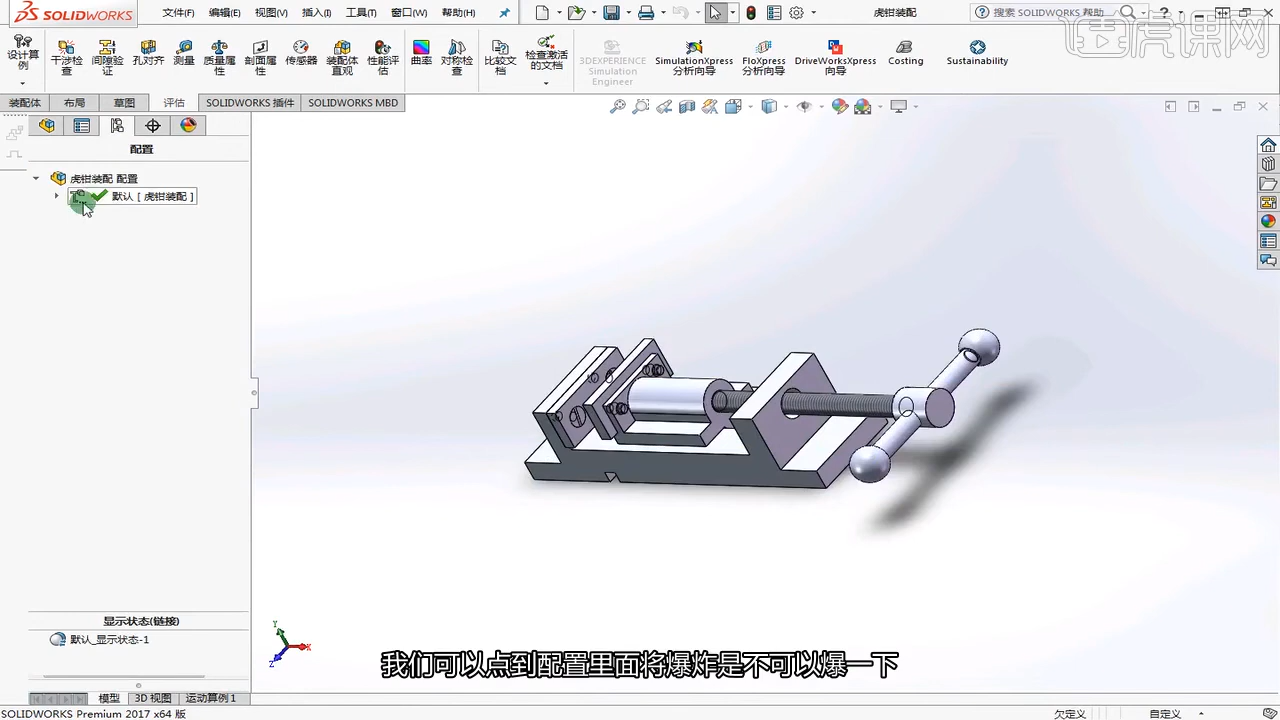 SOLIDWORKS 文件(F) 编辑(E) 视图(V) 插入(I) 工具(T) 窗口(W) 帮助(H) 虎钳装配 搜索 SOLIDWORKS 帮助
虎课网
设计算例 干涉检查 间隙验证 孔对齐 测量 质量属性 剖面属性 传感器 装配体直观 性能评估 曲率 对称检查 比较文档 检查激活的文档 3DEXPERIENCE Simulation Engineer SimulationXpress 分析向导 FloXpress 分析向导 DriveWorksXpress 向导 Costing Sustainability
装配体 布局 草图 评估 SOLIDWORKS 插件 SOLIDWORKS MBD
配置
虎钳装配 配置
默认 [ 虎钳装配 ]
显示状态(链接)
默认_显示状态-1
Y
X
Z
我们可以点到配置里面将爆炸是不可以爆一下
模型 3D 视图 运动算例 1
SOLIDWORKS Premium 2017 x64 版 欠定义 自定义